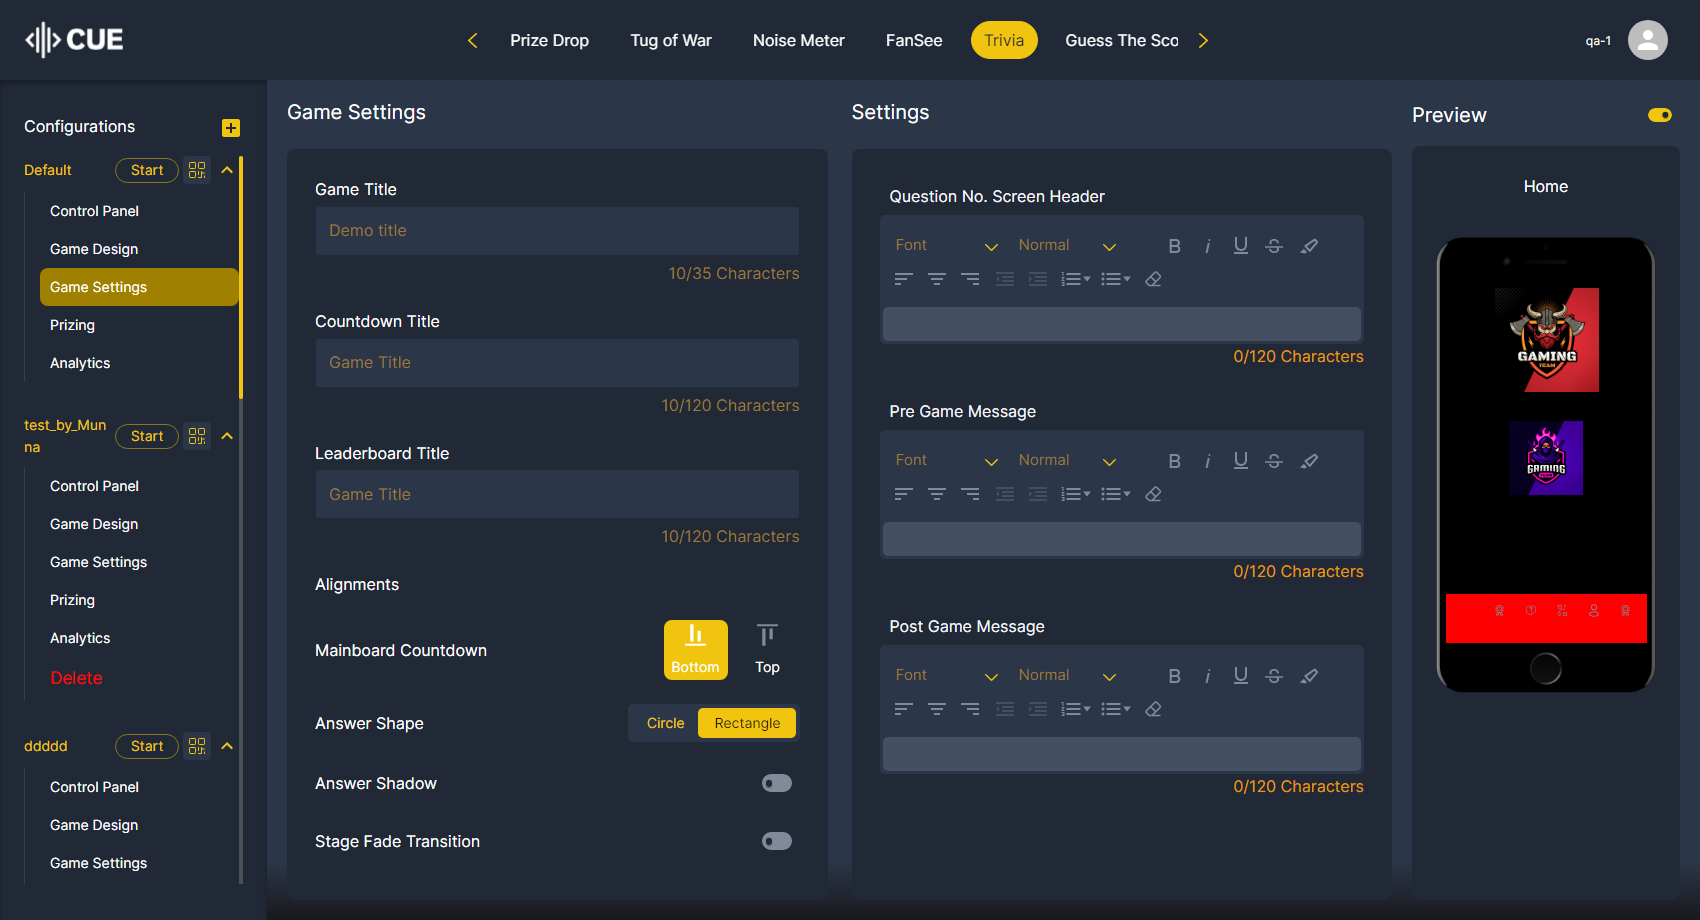 CUE
Prize Drop
Tug of War
Noise Meter
FanSee
Trivia
Guess The Sco
qa-1
Configurations
Default
Start
Control Panel
Game Design
Game Settings
Prizing
Analytics
test_by_Mun
na
Start
Control Panel
Game Design
Game Settings
Prizing
Analytics
Delete
ddddd
Start
Control Panel
Game Design
Game Settings
Game Settings
Game Title
Demo title
10/35 Characters
Countdown Title
Game Title
10/120 Characters
Leaderboard Title
Game Title
10/120 Characters
Alignments
Mainboard Countdown
Bottom
Top
Answer Shape
Circle
Rectangle
Answer Shadow
Stage Fade Transition
Settings
Question No. Screen Header
Font
Normal
0/120 Characters
Pre Game Message
Font
Normal
0/120 Characters
Post Game Message
Font
Normal
0/120 Characters
Preview
Home
GAMING
TEAM
GAMING